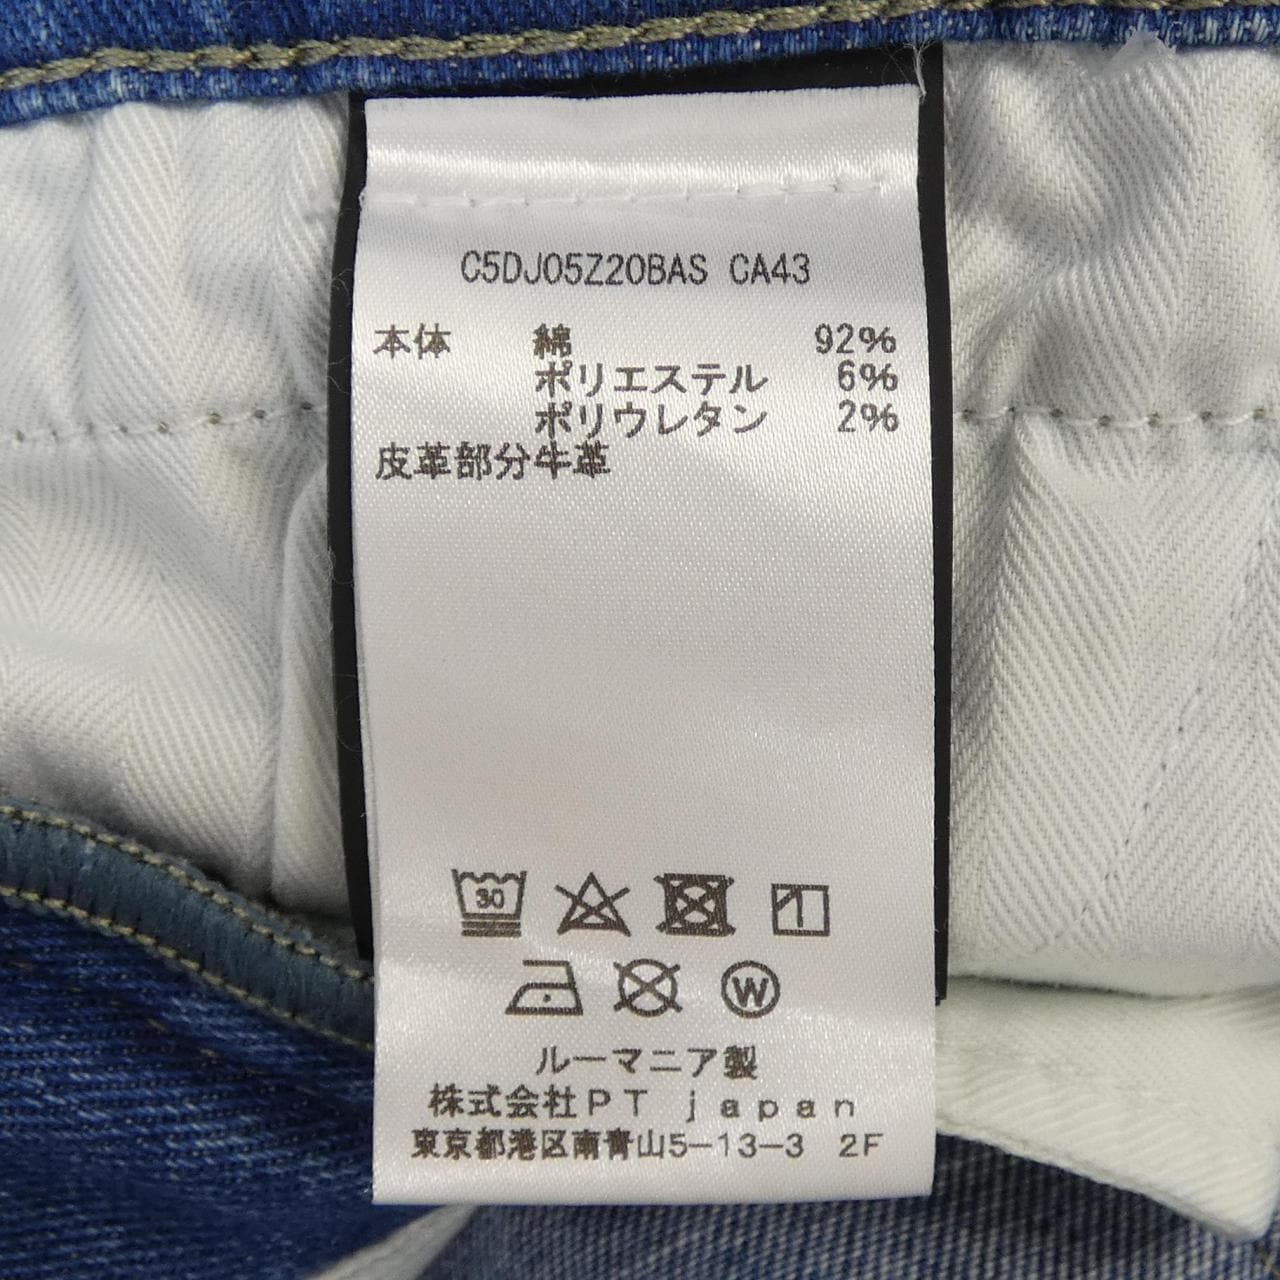 C5DJ05Z20BAS CA43
本体 綿 92%
ポリエステル 6%
ポリウレタン 2%
皮革部分牛革
30
W
ルーマニア製
株式会社PT japan
東京都港区南青山5-13-3 2F